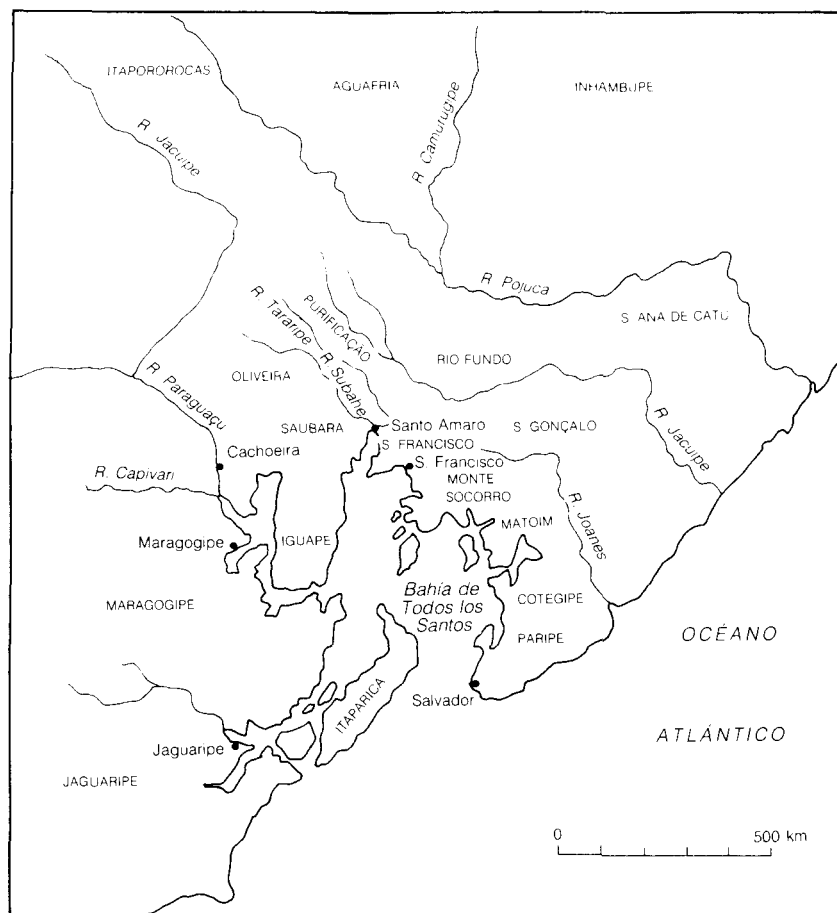 ITAPOROROCAS
AGUAFRIA
INHAMBUPE
R. Jacuipe
R. Camurugipe
R. Pojuca
S. ANA DE CATÚ
PURIFICAÇÃO
R. Tararipe
R. Subahe
RIO FUNDO
OLIVEIRA
R. Paraguaçu
R. Jacuipe
SAUBARA
Santo Amaro
S. GONÇALO
S. FRANCISCO
Cachoeira
S. Francisco
R. Capivari
MONTE
SOCORRO
R. Joanes
MATOIM
Maragogipe
IGUAPE
Bahía de
Todos los
Santos
COTEGIPE
MARAGOGIPE
PARIPE
OCÉANO
ITAPARICA
Salvador
ATLÁNTICO
Jaguaripe
JAGUARIPE
0 500 km